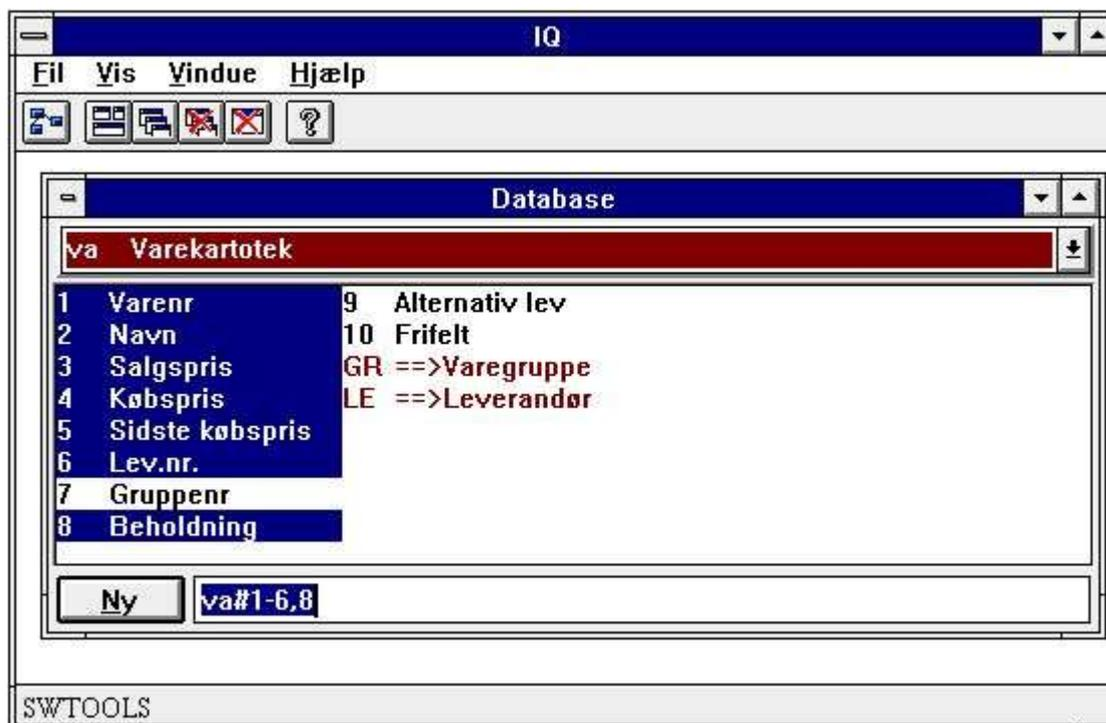 IQ
Fil Vis Vindue Hjælp
Database
va Varekartotek
1 Varenr
2 Navn
3 Salgspris
4 Købspris
5 Sidste købspris
6 Lev.nr.
7 Gruppenr
8 Beholdning
9 Alternativ lev
10 Frifelt
GR ==>Varegruppe
LE ==>Leverandør
Ny va#1-6,8
SWTOOLS